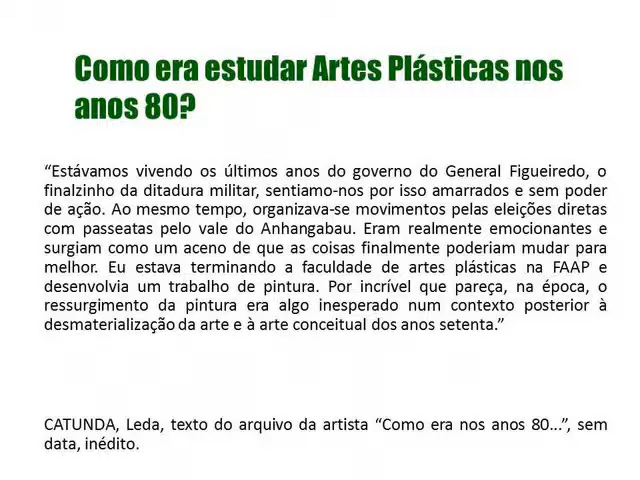 Como era estudar Artes Plásticas nos
anos 80?
“Estávamos vivendo os últimos anos do governo do General Figueiredo, o
finalzinho da ditadura militar, sentiamo-nos por isso amarrados e sem poder
de ação. Ao mesmo tempo, organizava-se movimentos pelas eleições diretas
com passeatas pelo vale do Anhangabau. Eram realmente emocionantes e
surgiam como um aceno de que as coisas finalmente poderiam mudar para
melhor. Eu estava terminando a faculdade de artes plásticas na FAAP e
desenvolvia um trabalho de pintura. Por incrível que pareça, na época, o
ressurgimento da pintura era algo inesperado num contexto posterior à
desmaterialização da arte e à arte conceitual dos anos setenta.”
CATUNDA, Leda, texto do arquivo da artista “Como era nos anos 80...”, sem
data, inédito.